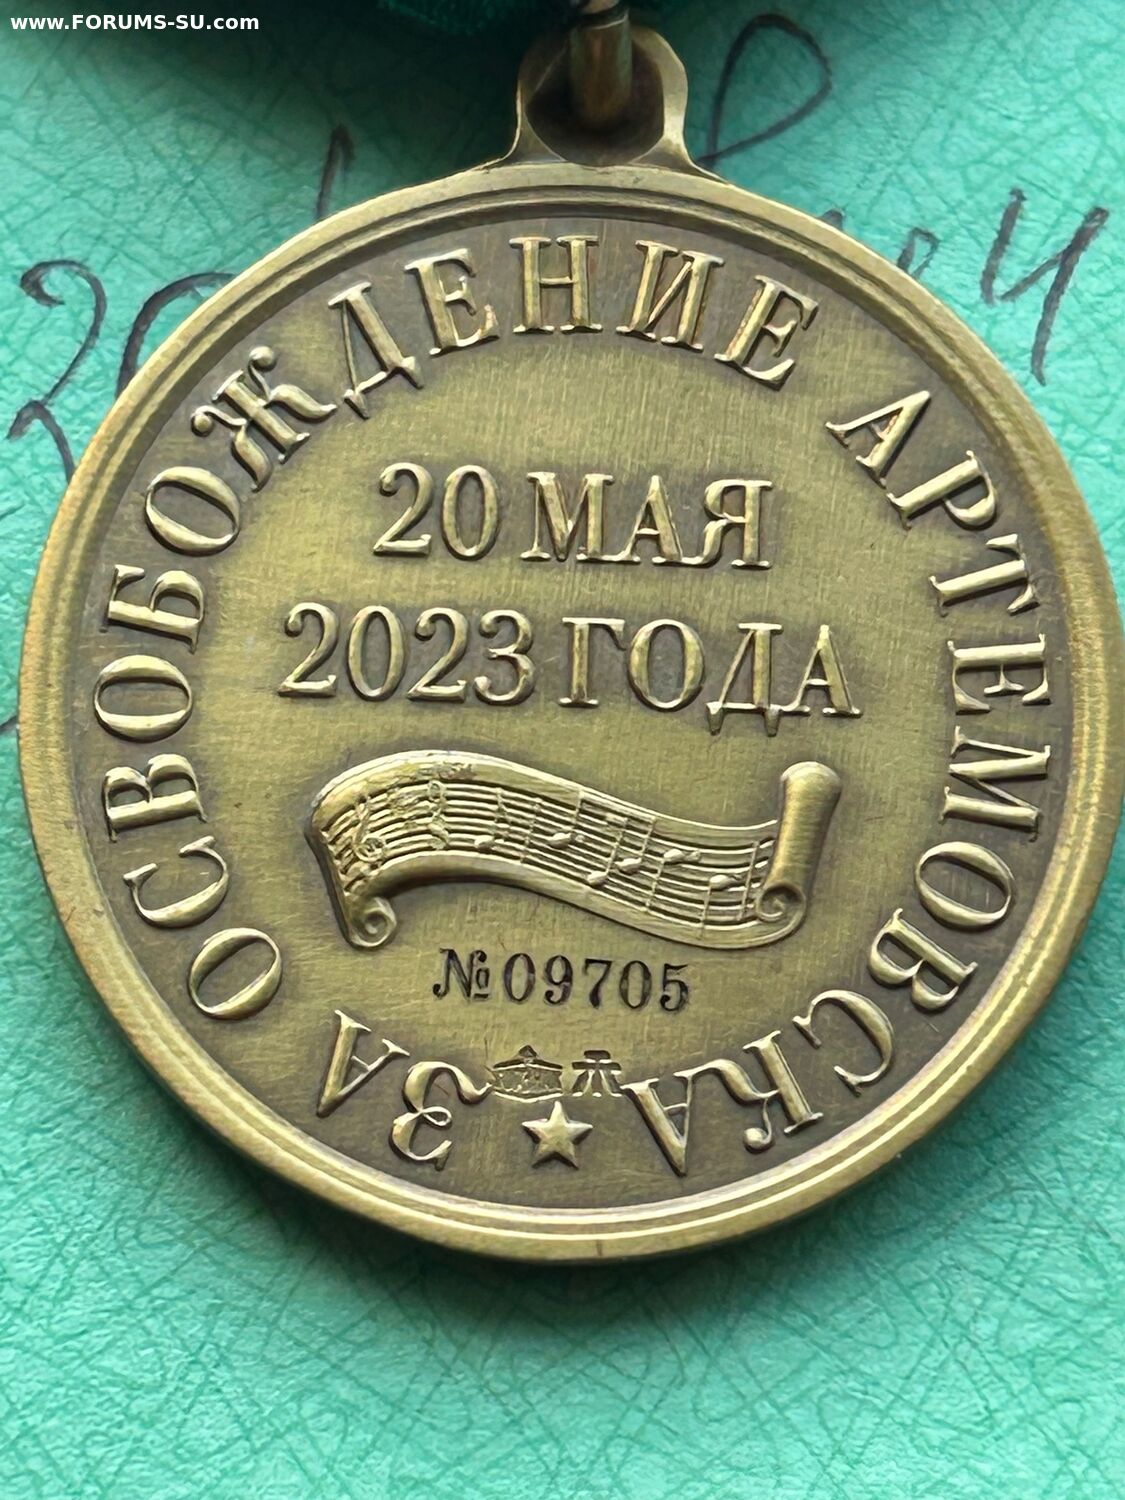 www.FORUMS-SU.com
ЗА ОСВОБОЖДЕНИЕ АРТЕМОВСКА
20 МАЯ
2023 ГОДА
№09705